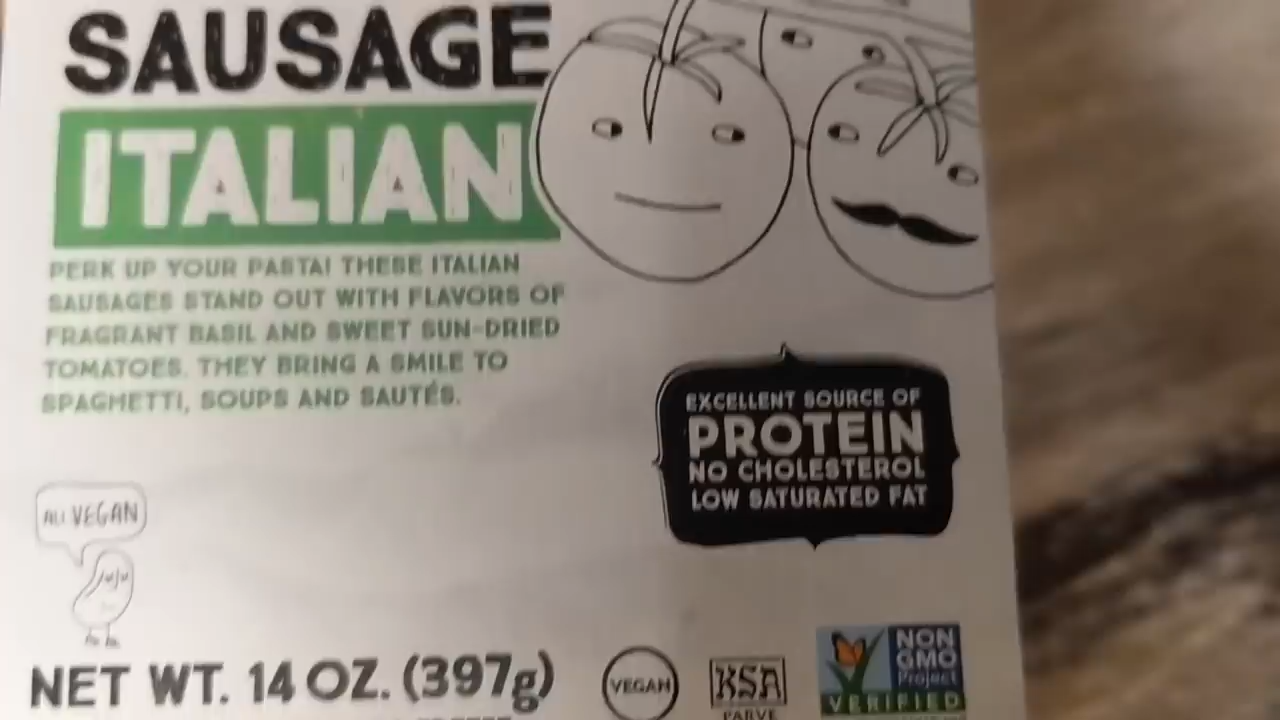 SAUSAGE
ITALIAN
PERK UP YOUR PASTA! THESE ITALIAN
SAUSAGES STAND OUT WITH FLAVORS OF
FRAGRANT BASIL AND SWEET SUN-DRIED
TOMATOES. THEY BRING A SMILE TO
SPAGHETTI, SOUPS AND SAUTÉS.
EXCELLENT SOURCE OF
PROTEIN
NO CHOLESTEROL
LOW SATURATED FAT
ALL VEGAN
NET WT. 14 OZ. (397g)
VEGAN
KSA
PARVE
NON
GMO
Project
VERIFIED